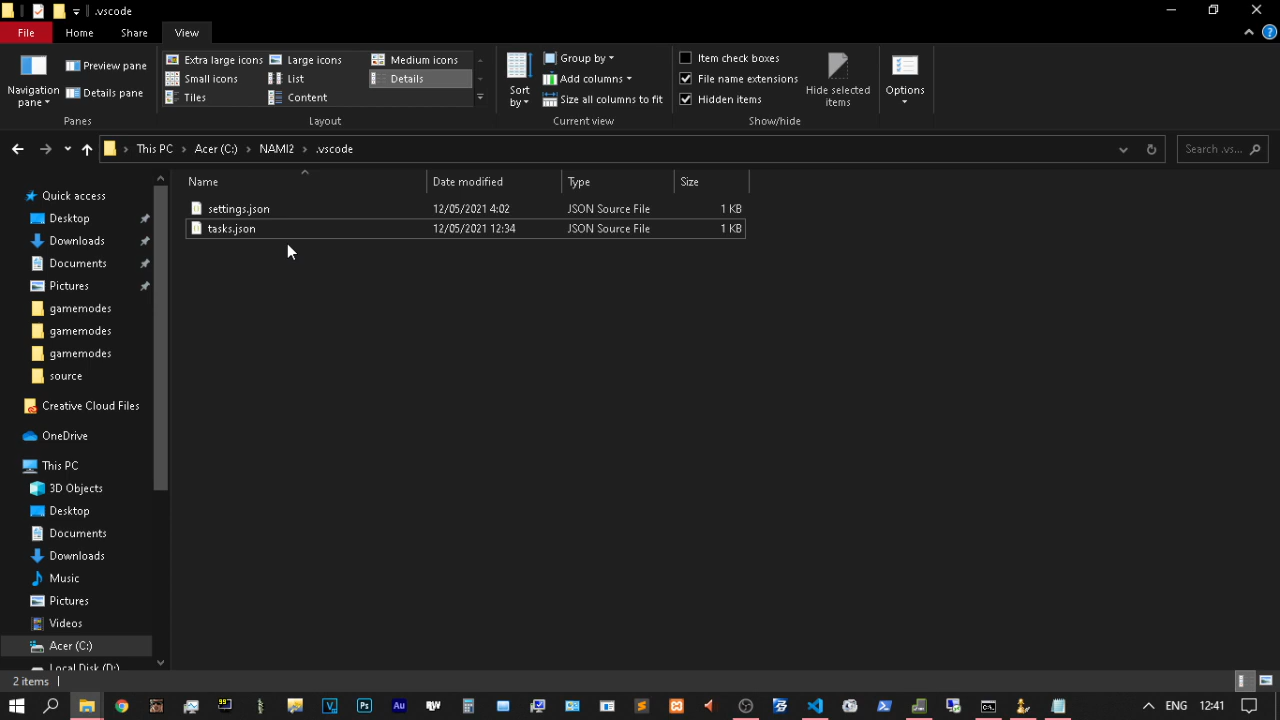 .vscode
File Home Share View
Navigation pane
Preview pane
Details pane
Panes
Extra large icons Large icons Medium icons
Small icons List Details
Tiles Content
Layout
Sort by
Group by
Add columns
Size all columns to fit
Current view
Item check boxes
File name extensions
Hidden items
Hide selected items
Show/hide
Options
This PC Acer (C:) NAMI2 .vscode
Search .vs...
Name Date modified Type Size
settings.json 12/05/2021 4:02 JSON Source File 1 KB
tasks.json 12/05/2021 12:34 JSON Source File 1 KB
Quick access
Desktop
Downloads
Documents
Pictures
gamemodes
gamemodes
gamemodes
source
Creative Cloud Files
OneDrive
This PC
3D Objects
Desktop
Documents
Downloads
Music
Pictures
Videos
Acer (C:)
Local Disk (D:)
2 items
Ps Au
ENG 12:41